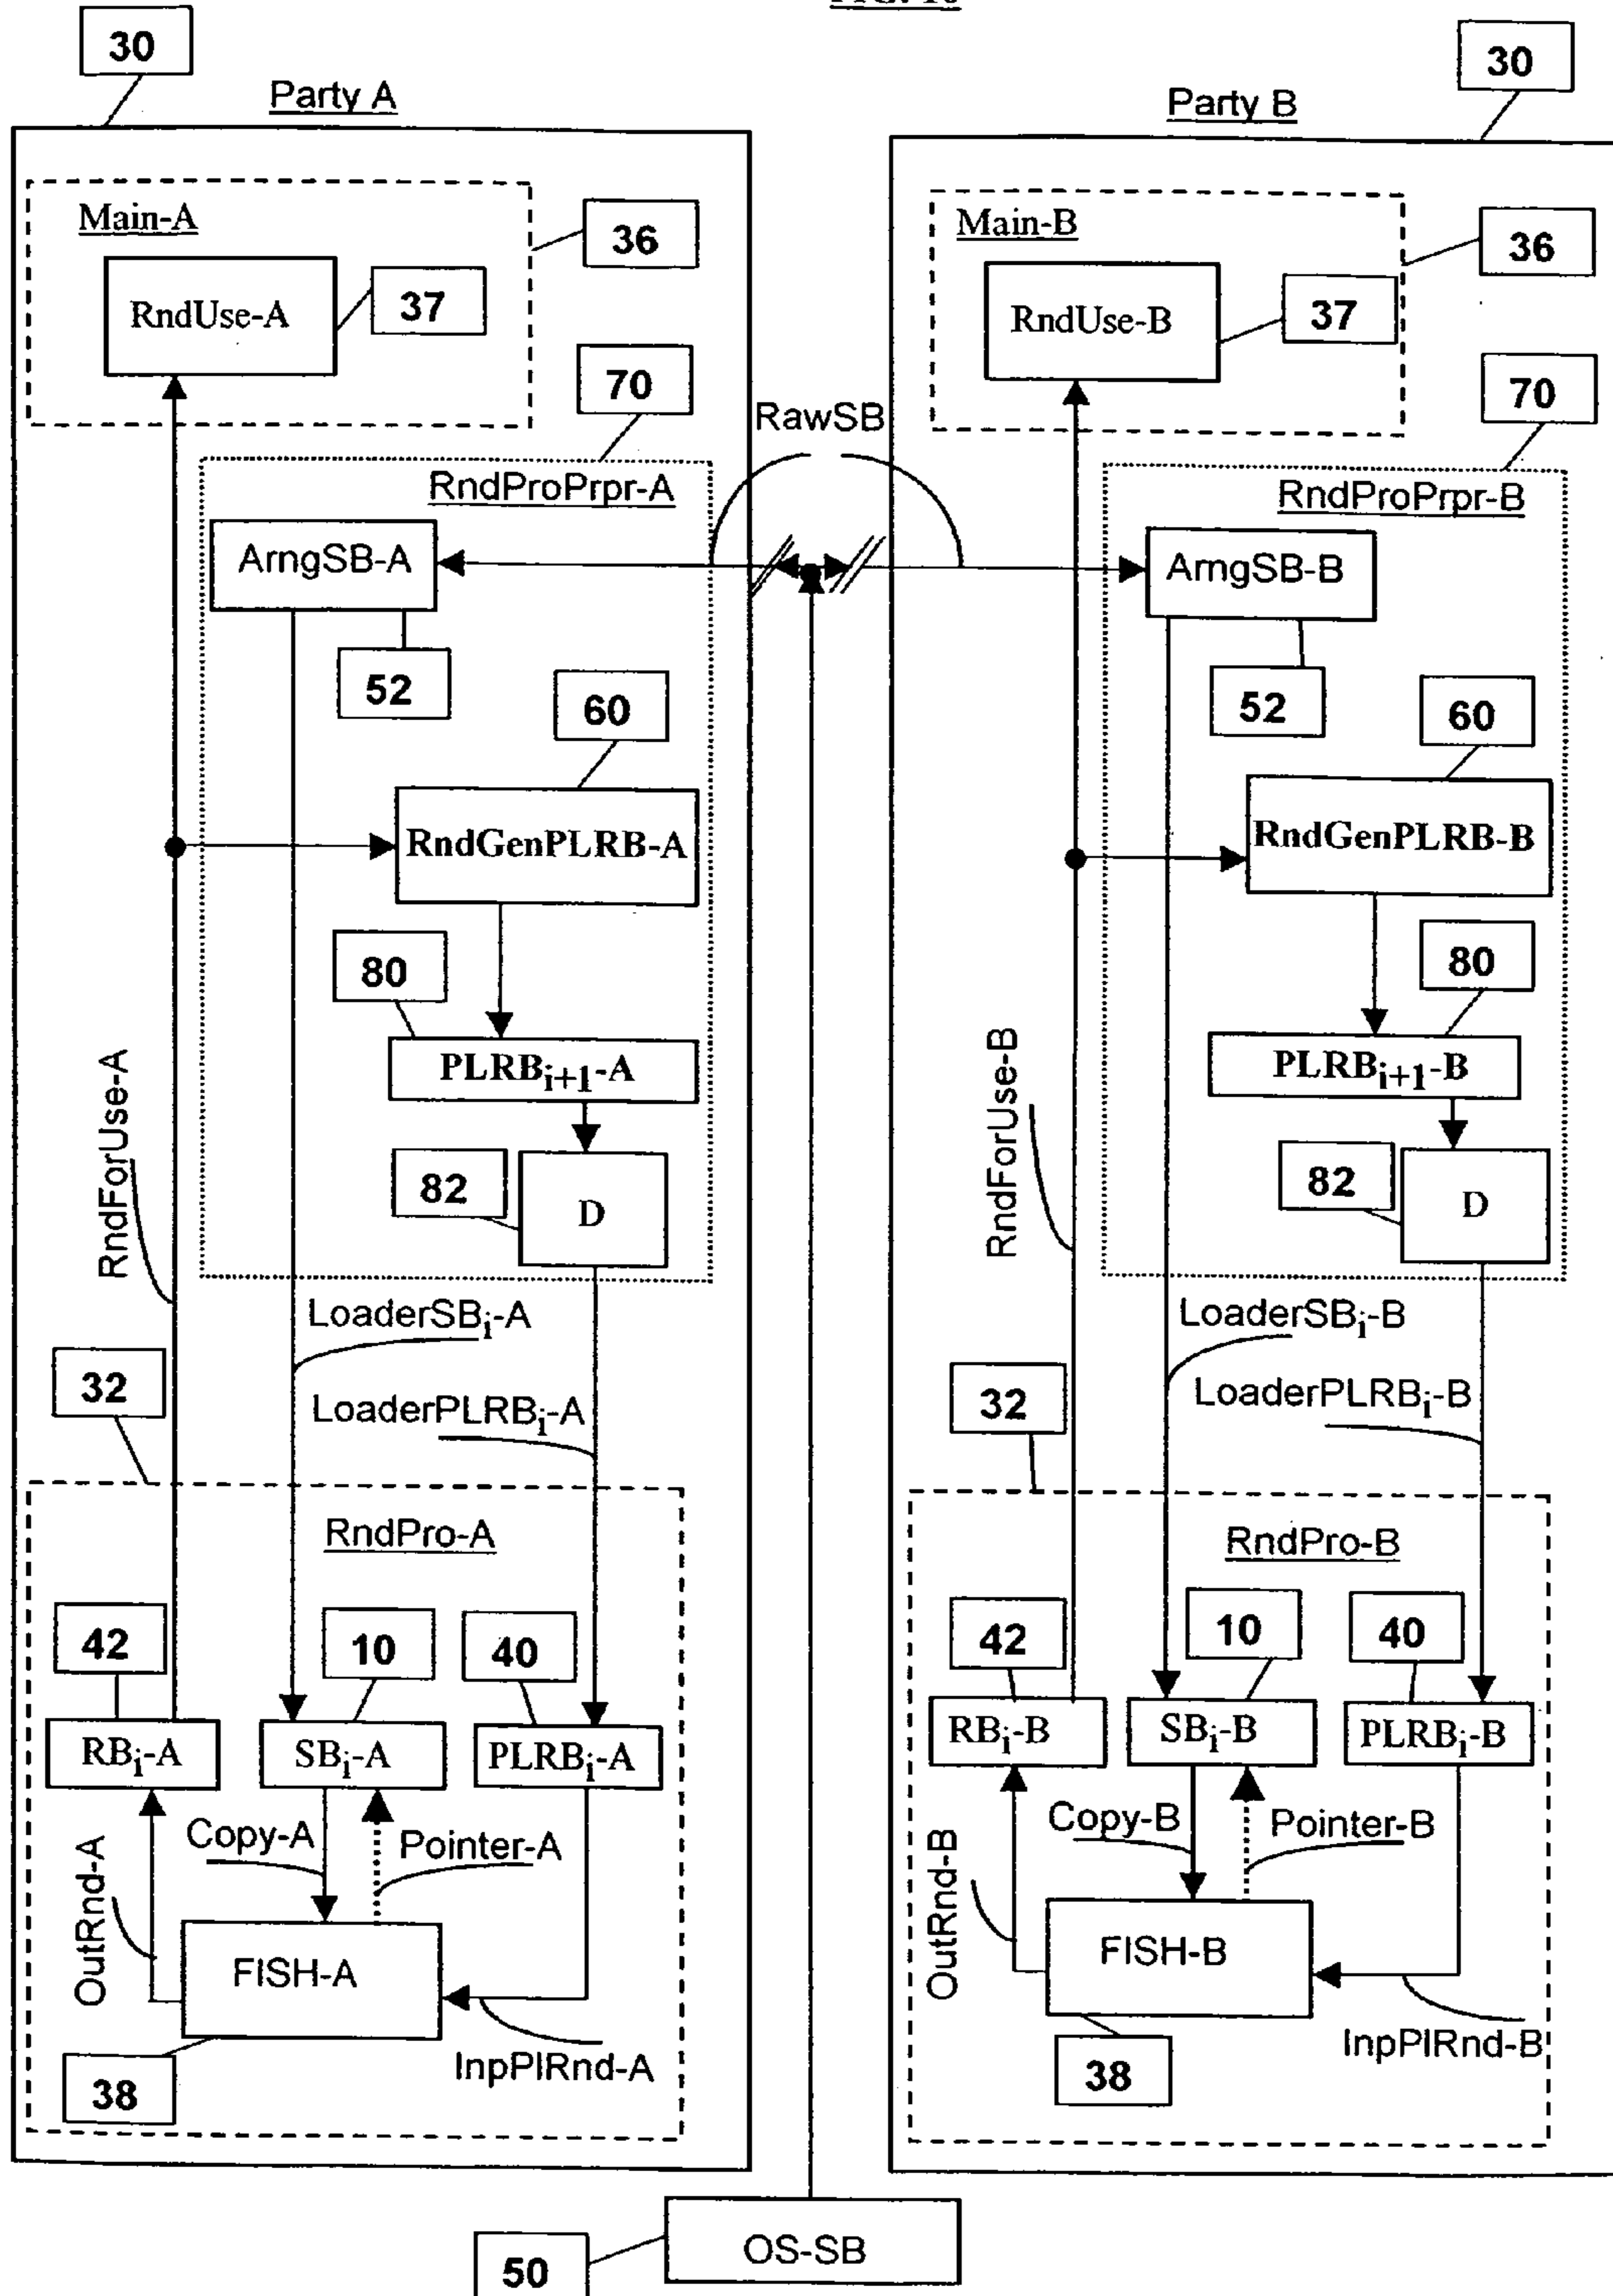 30
30
Party A
Party B
Main-A
36
Main-B
36
RndUse-A
37
RndUse-B
37
70
70
RawSB
RndProPrpr-A
RndProPrpr-B
ArngSB-A
ArngSB-B
52
52
60
60
RndGenPLRB-A
RndGenPLRB-B
80
80
PLRBi+1-A
PLRBi+1-B
RndForUse-A
RndForUse-B
82
D
82
D
LoaderSBi-A
LoaderSBi-B
32
LoaderPLRBi-A
32
LoaderPLRBi-B
RndPro-A
RndPro-B
42
10
40
42
10
40
RBi-A
SBi-A
PLRBi-A
RBi-B
SBi-B
PLRBi-B
OutRnd-A
Copy-A
Pointer-A
OutRnd-B
Copy-B
Pointer-B
FISH-A
FISH-B
38
InpPlRnd-A
38
InpPlRnd-B
50
OS-SB